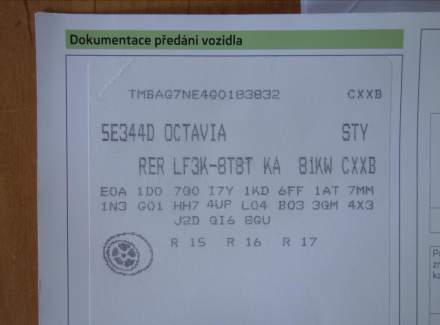 Dokumentace předání vozidla
TMBAG7NE4G0183832 CXXB
5E344D OCTAVIA STY
RER LF3K-8T8T KA 81KW CXXB
E0A 1D0 7G0 I7Y 1KD 6FF 1AT 7MM
1N3 G01 HH7 4UP L04 B03 3GM 4X3
J2D QI6 8GU
R 15 R 16 R 17